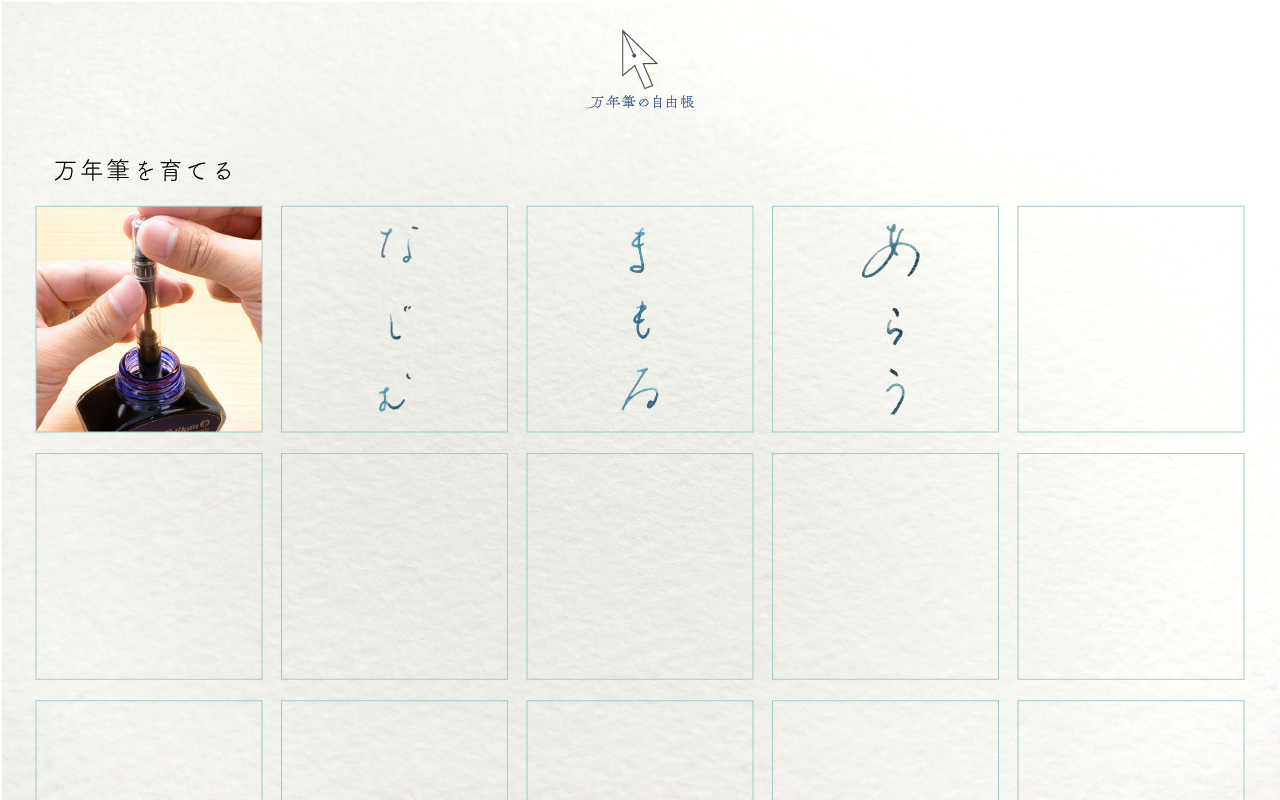 万年筆の自由帳
万年筆を育てる
なじむ
まもる
あらう